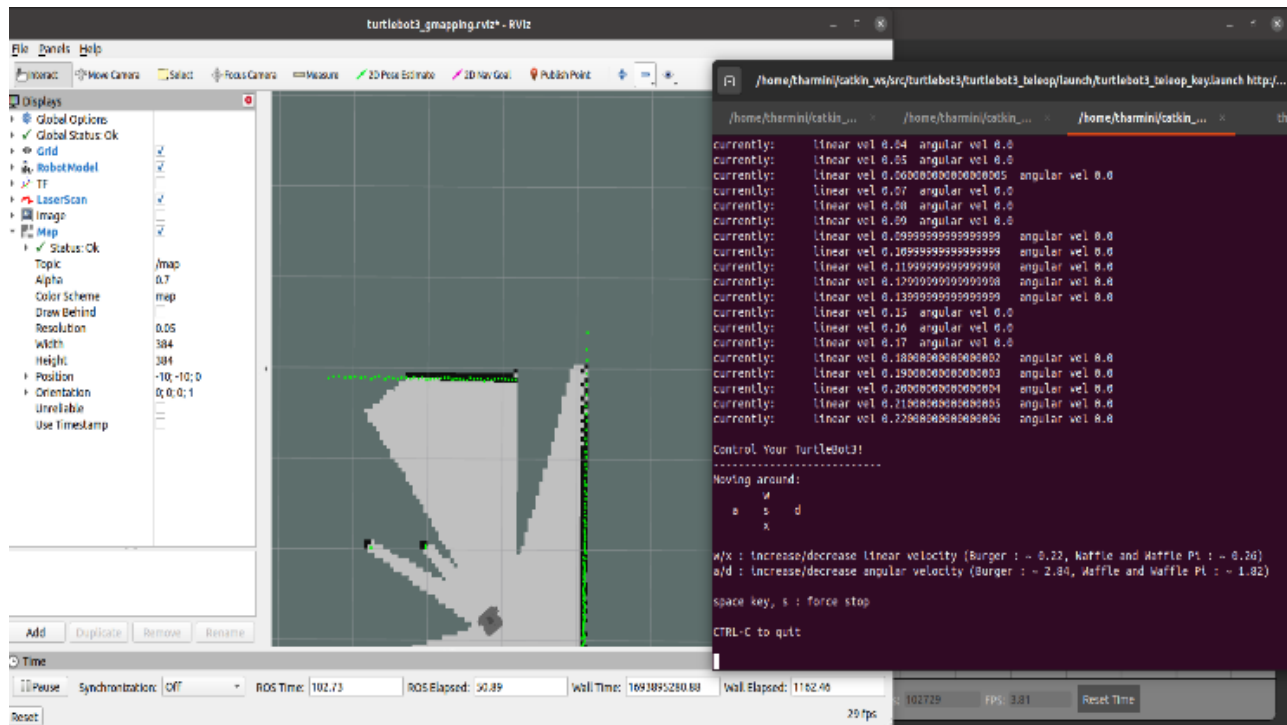 turtlebot3_gmapping.rviz* - RViz
File Panels Help
Interact Move Camera Select Focus Camera Measure 2D Pose Estimate 2D Nav Goal Publish Point
Displays
Global Options
Global Status: Ok
Grid
RobotModel
TF
LaserScan
Image
Map
Status: Ok
Topic /map
Alpha 0.7
Color Scheme map
Draw Behind
Resolution 0.05
Width 384
Height 384
Position -10; -10; 0
Orientation 0; 0; 0; 1
Unreliable
Use Timestamp
Add Duplicate Remove Rename
Time
Pause Synchronization: Off ROS Time: 102.73 ROS Elapsed: 50.89 Wall Time: 1693895280.88 Wall Elapsed: 1162.46
Reset 29 fps
/home/tharmini/catkin_ws/src/turtlebot3/turtlebot3_teleop/launch/turtlebot3_teleop_key.launch http:/...
/home/tharmini/catkin_... × /home/tharmini/catkin_... × /home/tharmini/catkin_... × th
currently: linear vel 0.04 angular vel 0.0
currently: linear vel 0.05 angular vel 0.0
currently: linear vel 0.060000000000000005 angular vel 0.0
currently: linear vel 0.07 angular vel 0.0
currently: linear vel 0.08 angular vel 0.0
currently: linear vel 0.09 angular vel 0.0
currently: linear vel 0.09999999999999999 angular vel 0.0
currently: linear vel 0.10999999999999999 angular vel 0.0
currently: linear vel 0.11999999999999998 angular vel 0.0
currently: linear vel 0.12999999999999998 angular vel 0.0
currently: linear vel 0.13999999999999999 angular vel 0.0
currently: linear vel 0.15 angular vel 0.0
currently: linear vel 0.16 angular vel 0.0
currently: linear vel 0.17 angular vel 0.0
currently: linear vel 0.18000000000000002 angular vel 0.0
currently: linear vel 0.19000000000000003 angular vel 0.0
currently: linear vel 0.20000000000000004 angular vel 0.0
currently: linear vel 0.21000000000000005 angular vel 0.0
currently: linear vel 0.22000000000000006 angular vel 0.0
Control Your TurtleBot3!
---------------------------
Moving around:
w
a s d
x
w/x : increase/decrease linear velocity (Burger : ~ 0.22, Waffle and Waffle Pi : ~ 0.26)
a/d : increase/decrease angular velocity (Burger : ~ 2.84, Waffle and Waffle Pi : ~ 1.82)
space key, s : force stop
CTRL-C to quit
102729 FPS: 3.81 Reset Time